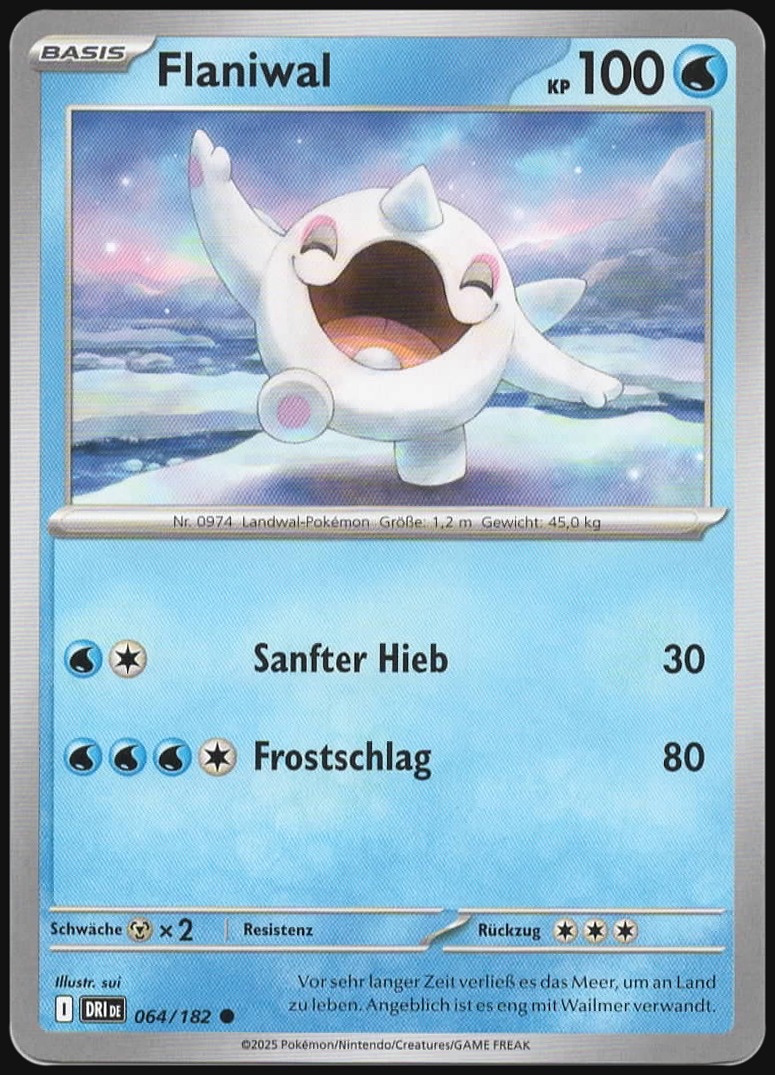 BASIS Flaniwal KP 100
Nr. 0974 Landwal-Pokémon Größe: 1,2 m Gewicht: 45,0 kg
Sanfter Hieb 30
Frostschlag 80
Schwäche ×2 Resistenz Rückzug
Illustr. sui
Vor sehr langer Zeit verließ es das Meer, um an Land
zu leben. Angeblich ist es eng mit Wailmer verwandt.
I DRI DE 064/182
©2025 Pokémon/Nintendo/Creatures/GAME FREAK